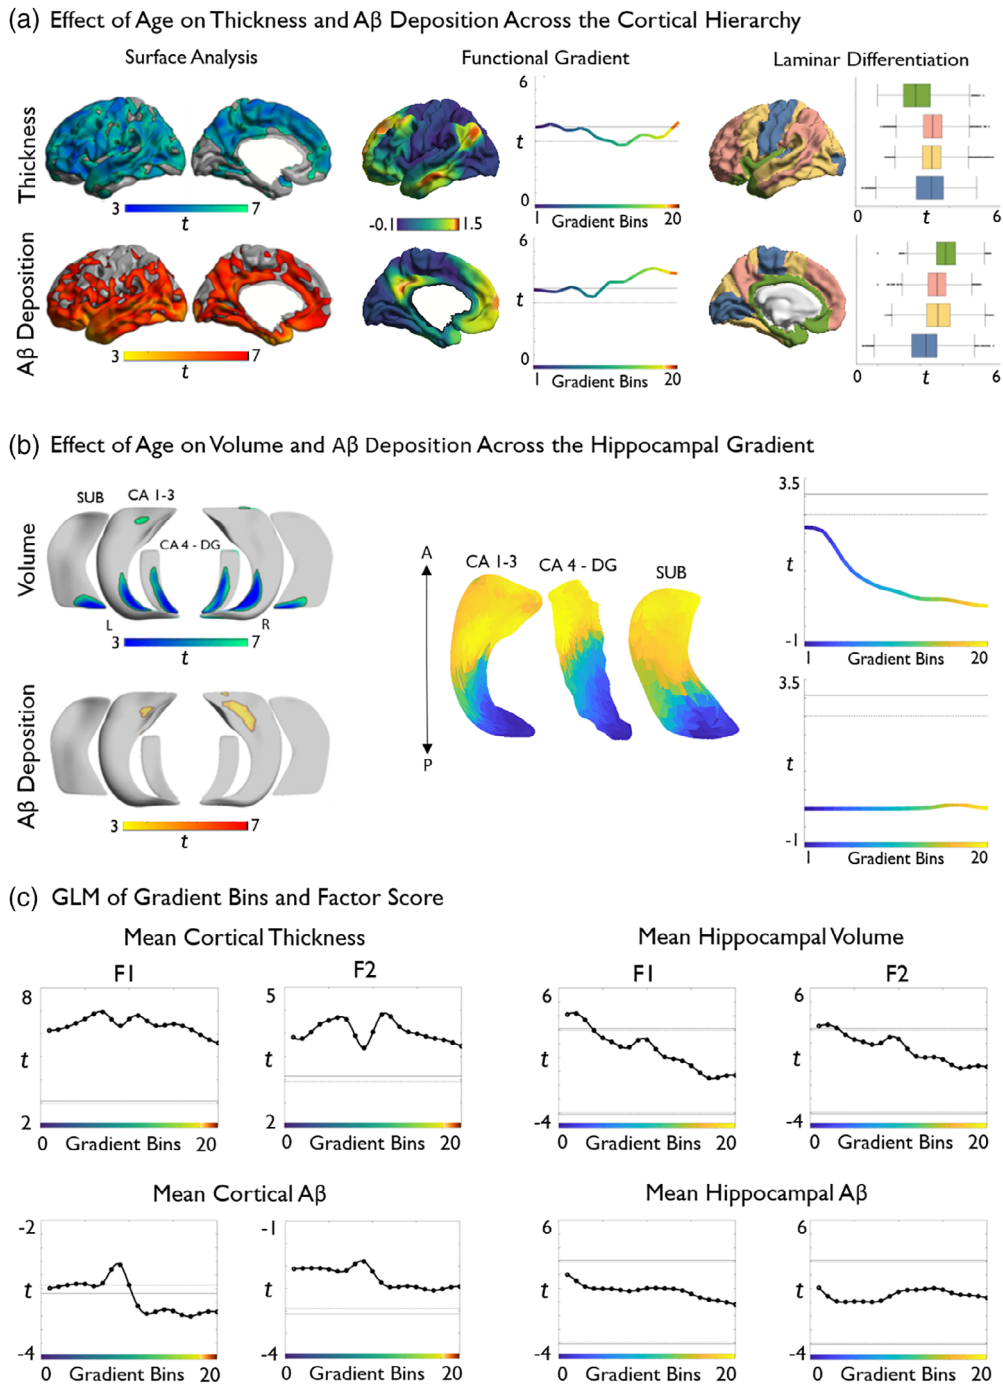 (a) Effect of Age on Thickness and Aβ Deposition Across the Cortical Hierarchy
Surface Analysis
Functional Gradient
Laminar Differentiation
Thickness
3 7
t
-0.1 1.5
6
t
0
1 Gradient Bins 20
0 t 6
Aβ Deposition
3 7
t
6
t
0
1 Gradient Bins 20
0 t 6
(b) Effect of Age on Volume and Aβ Deposition Across the Hippocampal Gradient
Volume
SUB
CA 1-3
CA 4 - DG
L
R
3 7
t
Aβ Deposition
3 7
t
A
P
CA 1-3
CA 4 - DG
SUB
3.5
t
-1
1 Gradient Bins 20
3.5
t
-1
1 Gradient Bins 20
(c) GLM of Gradient Bins and Factor Score
Mean Cortical Thickness
F1
8
t
2
0 Gradient Bins 20
F2
5
t
2
0 Gradient Bins 20
Mean Hippocampal Volume
F1
6
t
-4
0 Gradient Bins 20
F2
6
t
-4
0 Gradient Bins 20
Mean Cortical Aβ
-2
t
-4
0 Gradient Bins 20
-1
t
-4
0 Gradient Bins 20
Mean Hippocampal Aβ
6
t
-4
0 Gradient Bins 20
6
t
-4
0 Gradient Bins 20